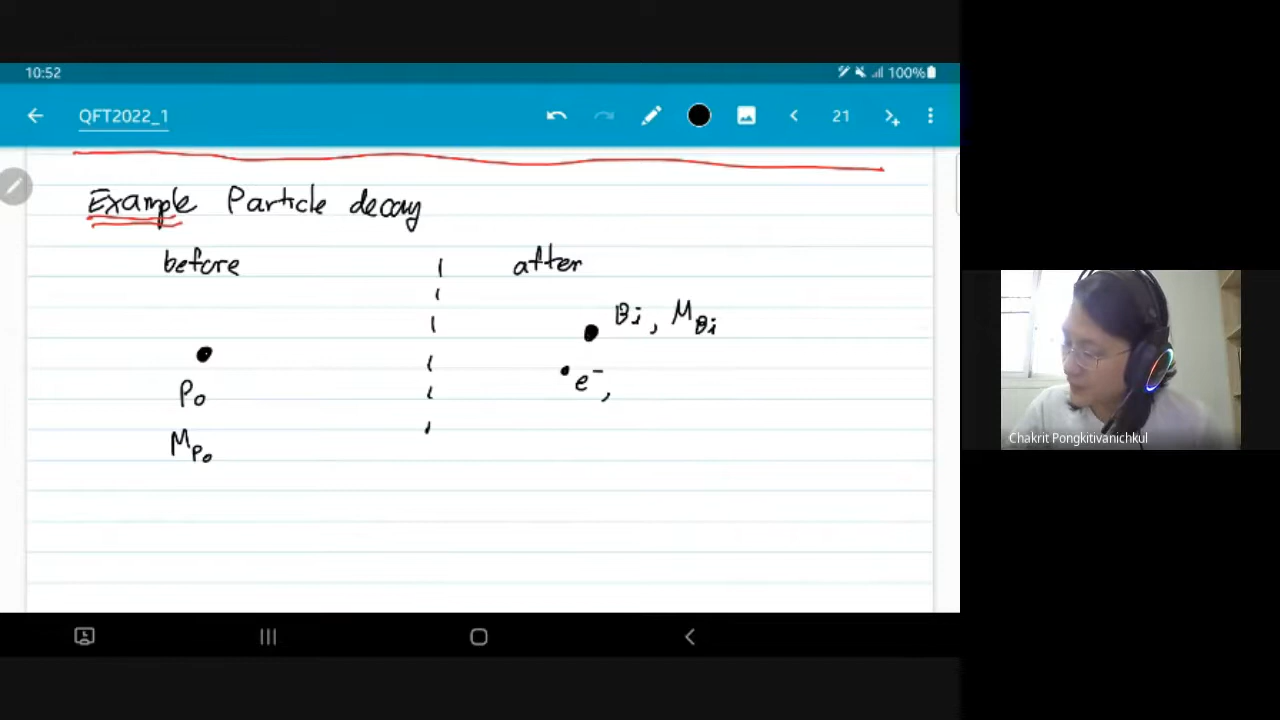 10:52
100%
QFT2022_1
21
Example Particle decay
before
after
Bi, M_Bi
e⁻,
Po
M_Po
Chakrit Pongkitivanichkul